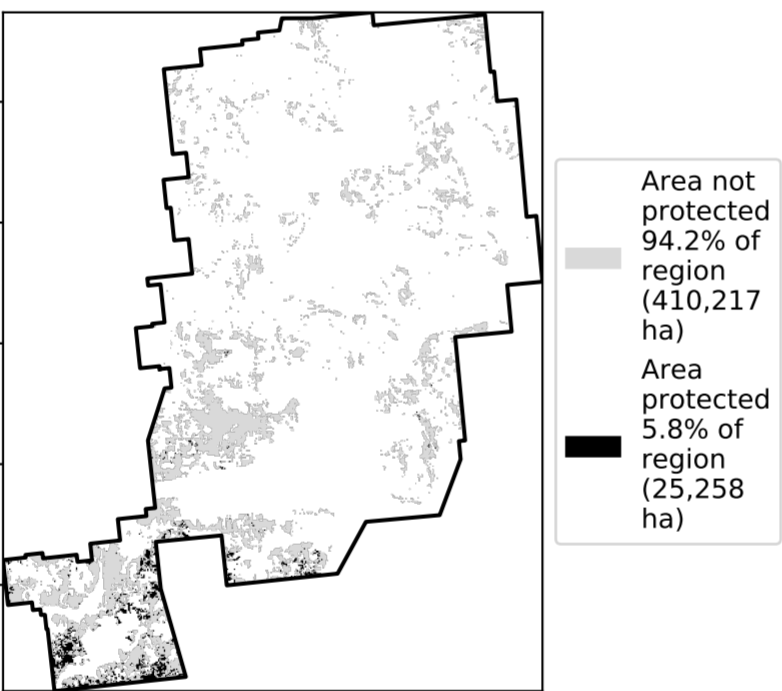 Area not
protected
94.2% of
region
(410,217
ha)
Area
protected
5.8% of
region
(25,258
ha)